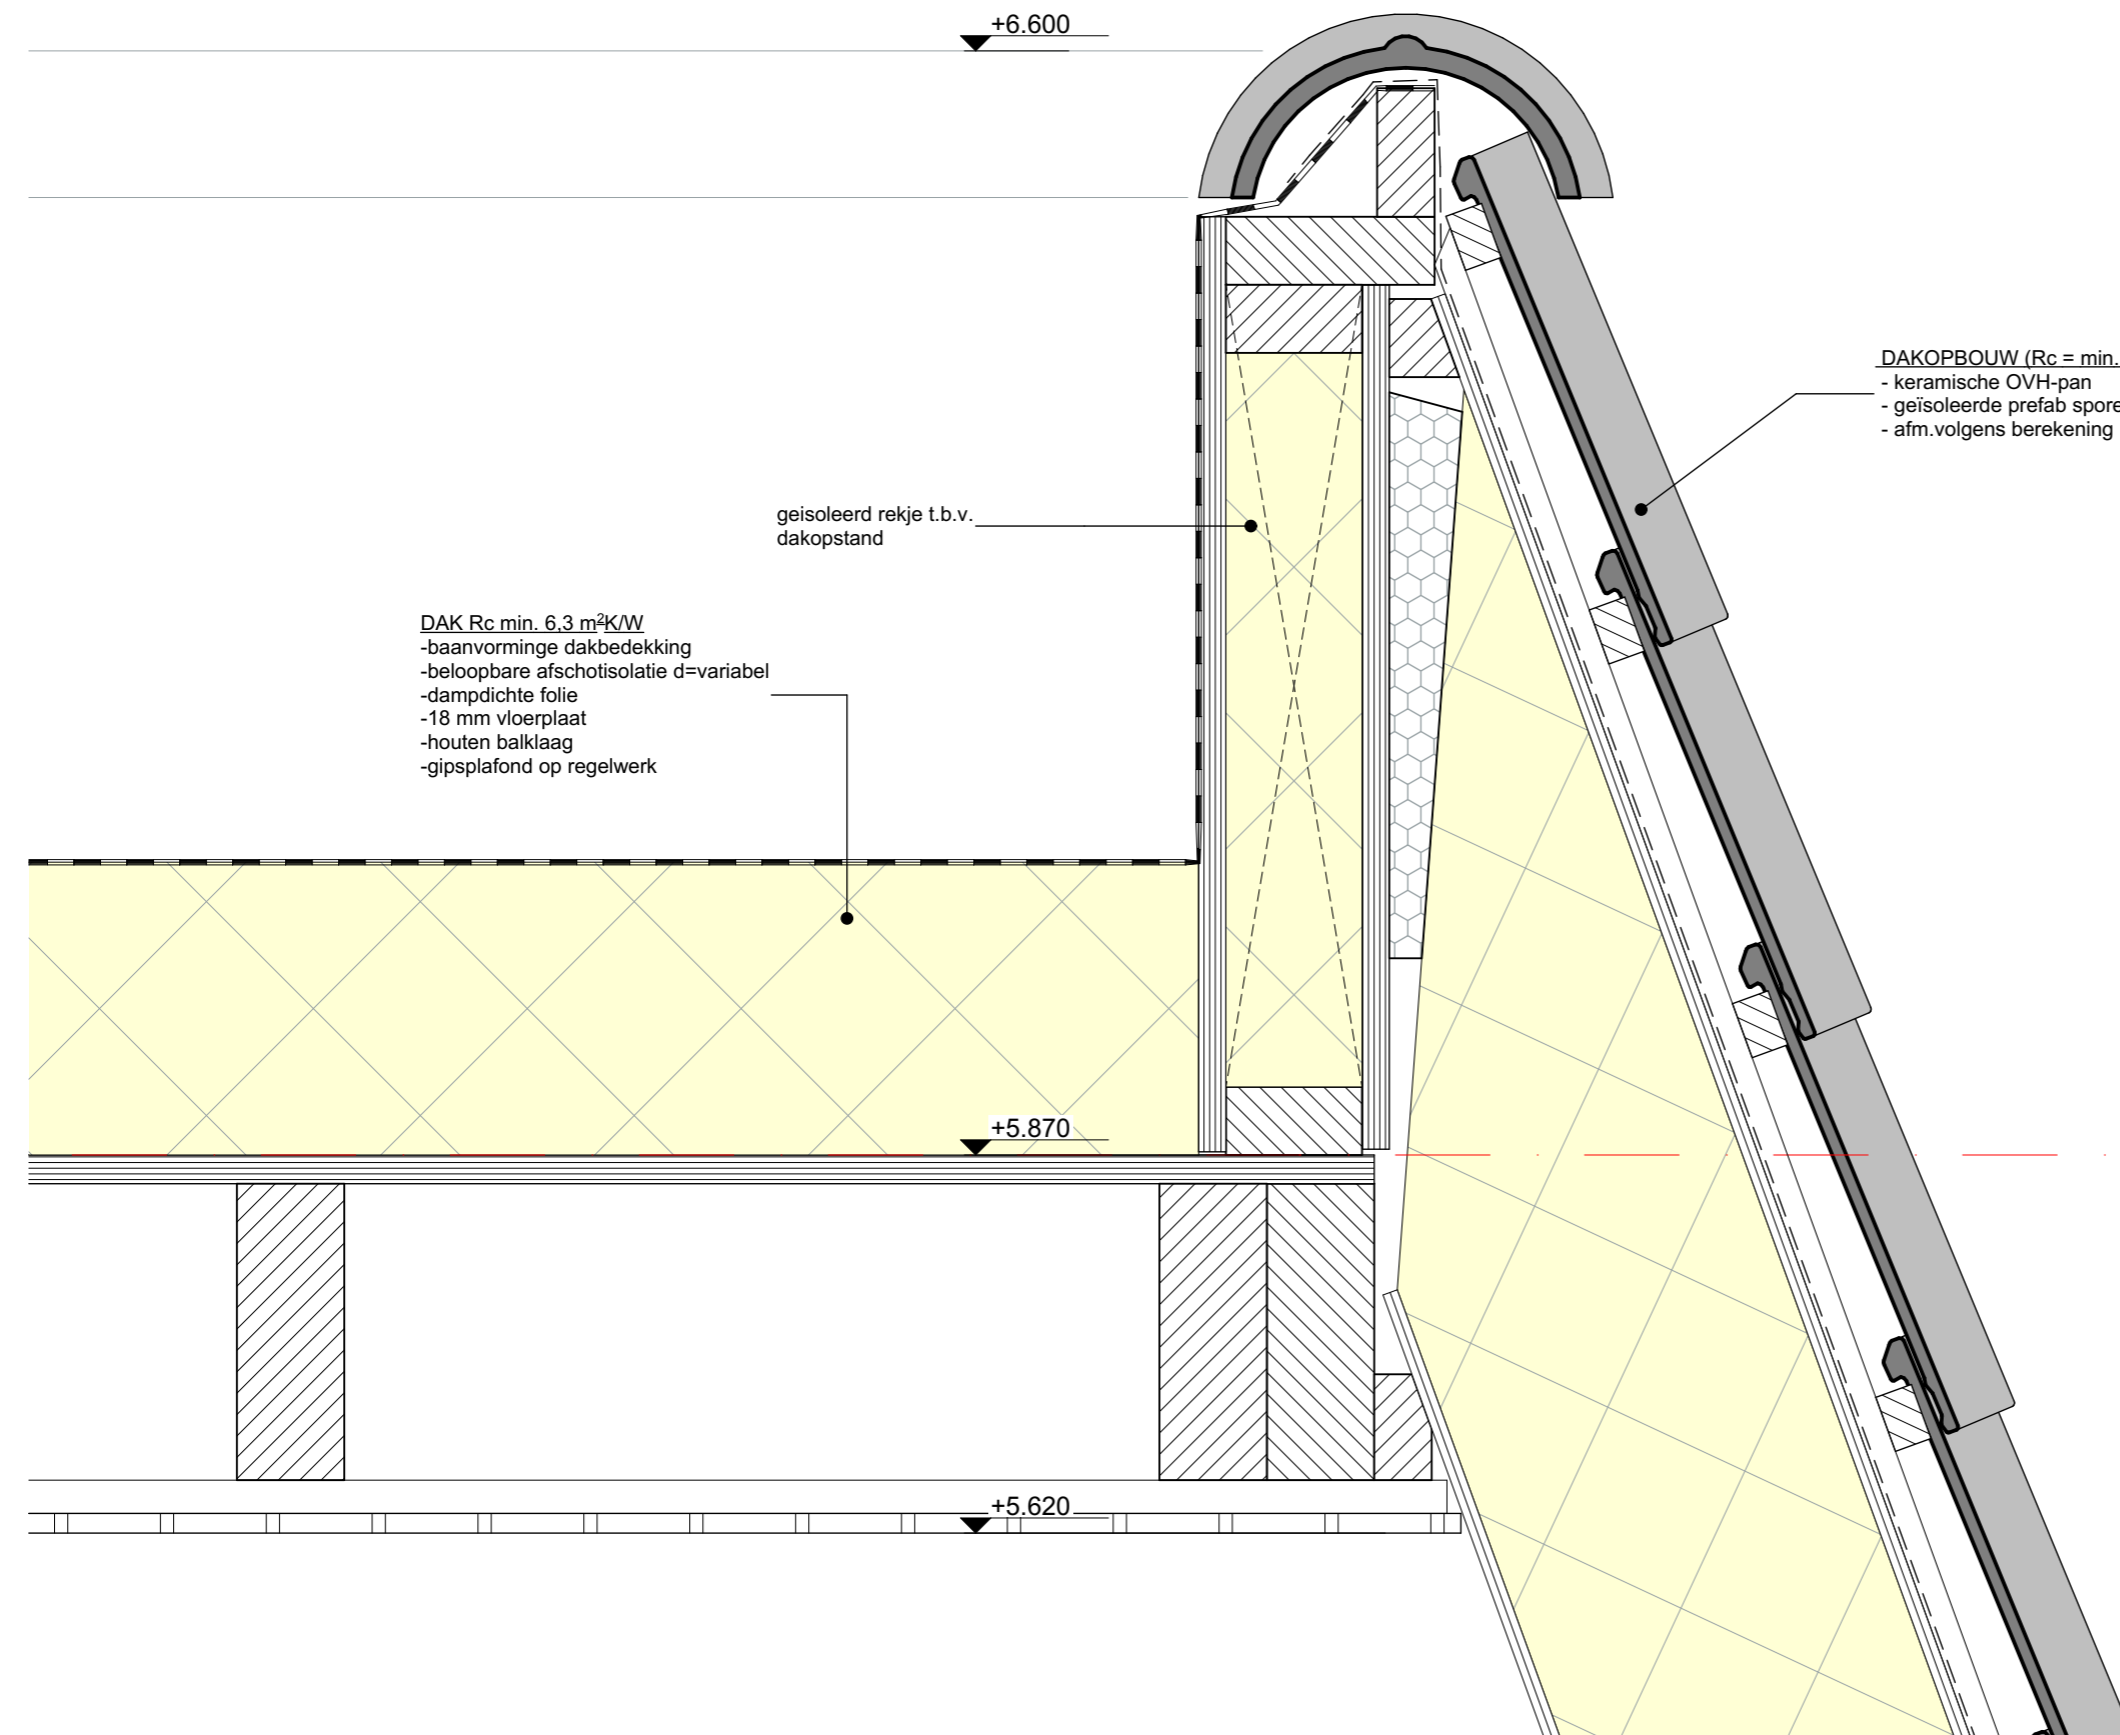 +6.600
DAKOPBOUW (Rc = min.
- keramische OVH-pan
- geïsoleerde prefab spore
- afm.volgens berekening
geisoleerd rekje t.b.v.
dakopstand
DAK Rc min. 6,3 m²K/W
-baanvorminge dakbedekking
-beloopbare afschotisolatie d=variabel
-dampdichte folie
-18 mm vloerplaat
-houten balklaag
-gipsplafond op regelwerk
+5.870
+5.620